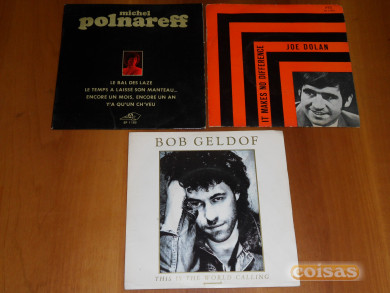 michel
polnareff
LE BAL DES LAZE
LE TEMPS A LAISSE SON MANTEAU...
ENCORE UN MOIS, ENCORE UN AN
Y'A QU'UN CH'VEU
IT MAKES NO DIFFERENCE
JOE DOLAN
BOB GELDOF
THIS IS THE WORLD CALLING
coisas